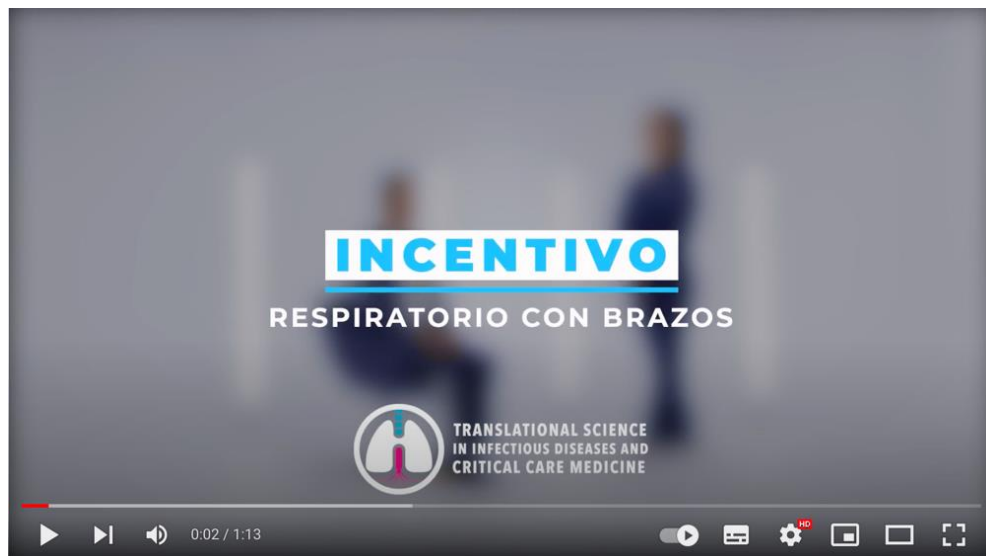 INCENTIVO
RESPIRATORIO CON BRAZOS
TRANSLATIONAL SCIENCE
IN INFECTIOUS DISEASES AND
CRITICAL CARE MEDICINE
0:02 / 1:13
HD